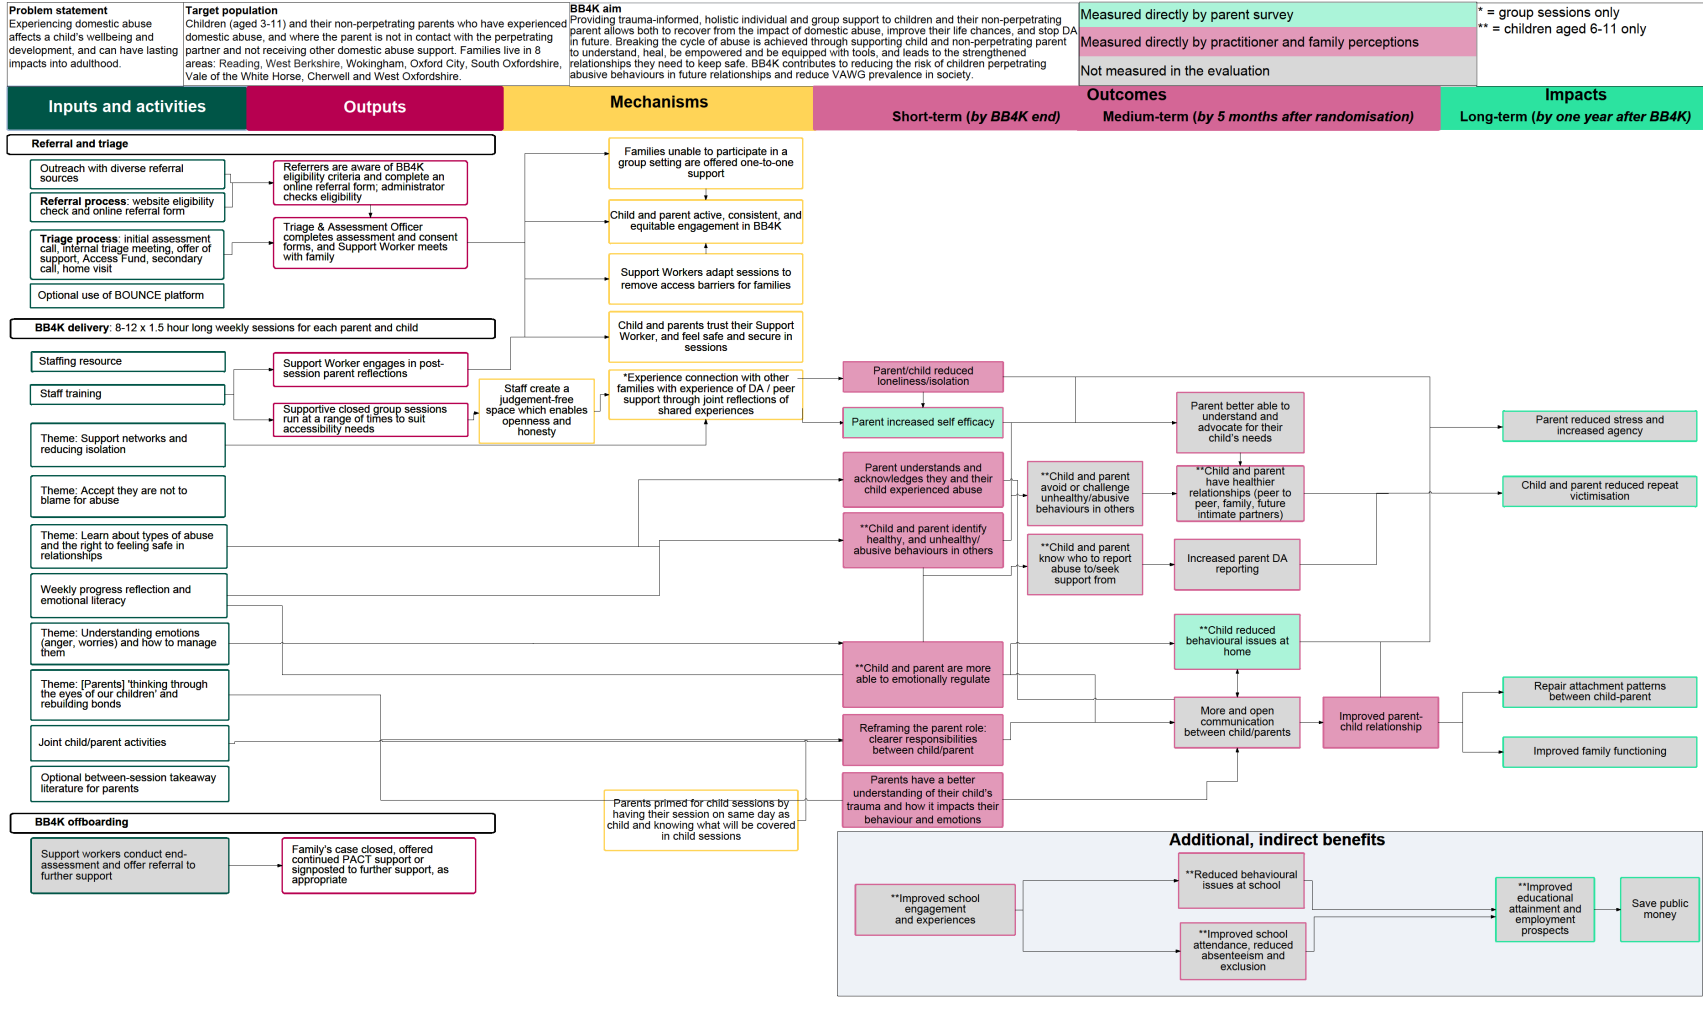 Problem statement
Experiencing domestic abuse
affects a child's wellbeing and
development, and can have lasting
impacts into adulthood.
Target population
Children (aged 3-11) and their non-perpetrating parents who have experienced
domestic abuse, and where the parent is not in contact with the perpetrating
partner and not receiving other domestic abuse support. Families live in 8
areas: Reading, West Berkshire, Wokingham, Oxford City, South Oxfordshire,
Vale of the White Horse, Cherwell and West Oxfordshire.
BB4K aim
Providing trauma-informed, holistic individual and group support to children and their non-perpetrating
parent allows both to recover from the impact of domestic abuse, improve their life chances, and stop DA
in future. Breaking the cycle of abuse is achieved through supporting child and non-perpetrating parent
to understand, heal, be empowered and be equipped with tools, and leads to the strengthened
relationships they need to keep safe. BB4K contributes to reducing the risk of children perpetrating
abusive behaviours in future relationships and reduce VAWG prevalence in society.
Measured directly by parent survey
Measured directly by practitioner and family perceptions
Not measured in the evaluation
* = group sessions only
** = children aged 6-11 only
Inputs and activities
Outputs
Mechanisms
Outcomes
Short-term (by BB4K end)
Medium-term (by 5 months after randomisation)
Impacts
Long-term (by one year after BB4K)
Referral and triage
Outreach with diverse referral
sources
Referral process: website eligibility
check and online referral form
Triage process: initial assessment
call, internal triage meeting, offer of
support, Access Fund, secondary
call, home visit
Optional use of BOUNCE platform
Referrers are aware of BB4K
eligibility criteria and complete an
online referral form; administrator
checks eligibility
Triage & Assessment Officer
completes assessment and consent
forms, and Support Worker meets
with family
Families unable to participate in a
group setting are offered one-to-one
support
Child and parent active, consistent, and
equitable engagement in BB4K
Support Workers adapt sessions to
remove access barriers for families
Child and parents trust their Support
Worker, and feel safe and secure in
sessions
BB4K delivery: 8-12 x 1.5 hour long weekly sessions for each parent and child
Staffing resource
Staff training
Theme: Support networks and
reducing isolation
Theme: Accept they are not to
blame for abuse
Theme: Learn about types of abuse
and the right to feeling safe in
relationships
Weekly progress reflection and
emotional literacy
Theme: Understanding emotions
(anger, worries) and how to manage
them
Theme: [Parents] 'thinking through
the eyes of our children' and
rebuilding bonds
Joint child/parent activities
Optional between-session takeaway
literature for parents
Support Worker engages in post-
session parent reflections
Supportive closed group sessions
run at a range of times to suit
accessibility needs
Staff create a
judgement-free
space which enables
openness and
honesty
*Experience connection with other
families with experience of DA / peer
support through joint reflections of
shared experiences
Parents primed for child sessions by
having their session on same day as
child and knowing what will be covered
in child sessions
Parent/child reduced
loneliness/isolation
Parent increased self efficacy
Parent understands and
acknowledges they and their
child experienced abuse
**Child and parent identify
healthy, and unhealthy/
abusive behaviours in others
**Child and parent are more
able to emotionally regulate
Reframing the parent role:
clearer responsibilities
between child/parent
Parents have a better
understanding of their child's
trauma and how it impacts their
behaviour and emotions
**Child and parent
avoid or challenge
unhealthy/abusive
behaviours in others
**Child and parent
know who to report
abuse to/seek
support from
Parent better able to
understand and
advocate for their
child's needs
**Child and parent
have healthier
relationships (peer to
peer, family, future
intimate partners)
Increased parent DA
reporting
**Child reduced
behavioural issues at
home
More and open
communication
between child/parents
Improved parent-
child relationship
Parent reduced stress and
increased agency
Child and parent reduced repeat
victimisation
Repair attachment patterns
between child-parent
Improved family functioning
BB4K offboarding
Support workers conduct end-
assessment and offer referral to
further support
Family's case closed, offered
continued PACT support or
signposted to further support, as
appropriate
Additional, indirect benefits
**Improved school
engagement
and experiences
**Reduced behavioural
issues at school
**Improved school
attendance, reduced
absenteeism and
exclusion
**Improved
educational
attainment and
employment
prospects
Save public
money